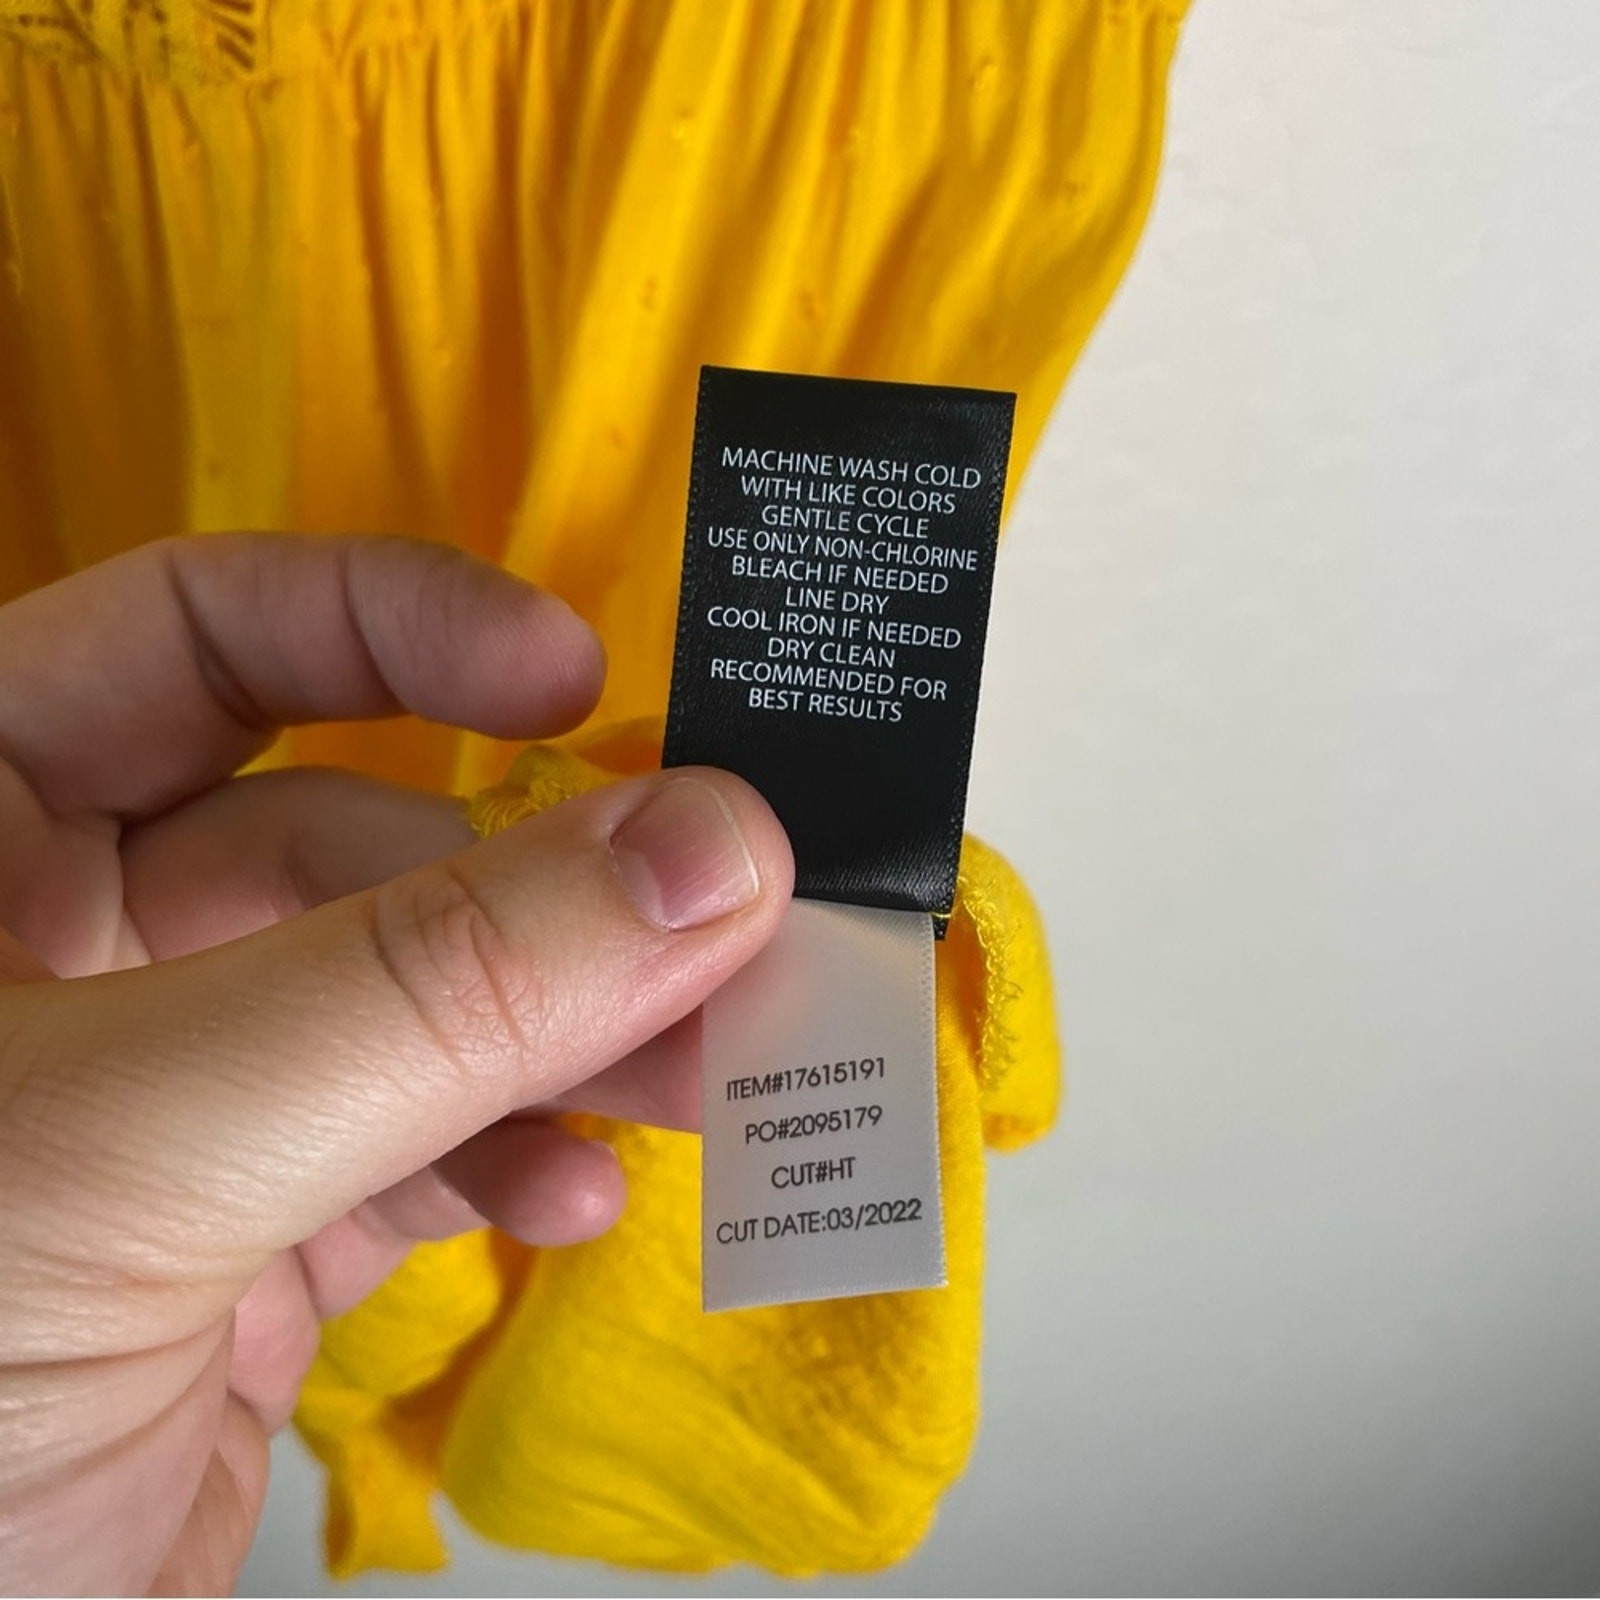 MACHINE WASH COLD
WITH LIKE COLORS
GENTLE CYCLE
USE ONLY NON-CHLORINE
BLEACH IF NEEDED
LINE DRY
COOL IRON IF NEEDED
DRY CLEAN
RECOMMENDED FOR
BEST RESULTS
ITEM#17615191
PO#2095179
CUT#HT
CUT DATE:03/2022